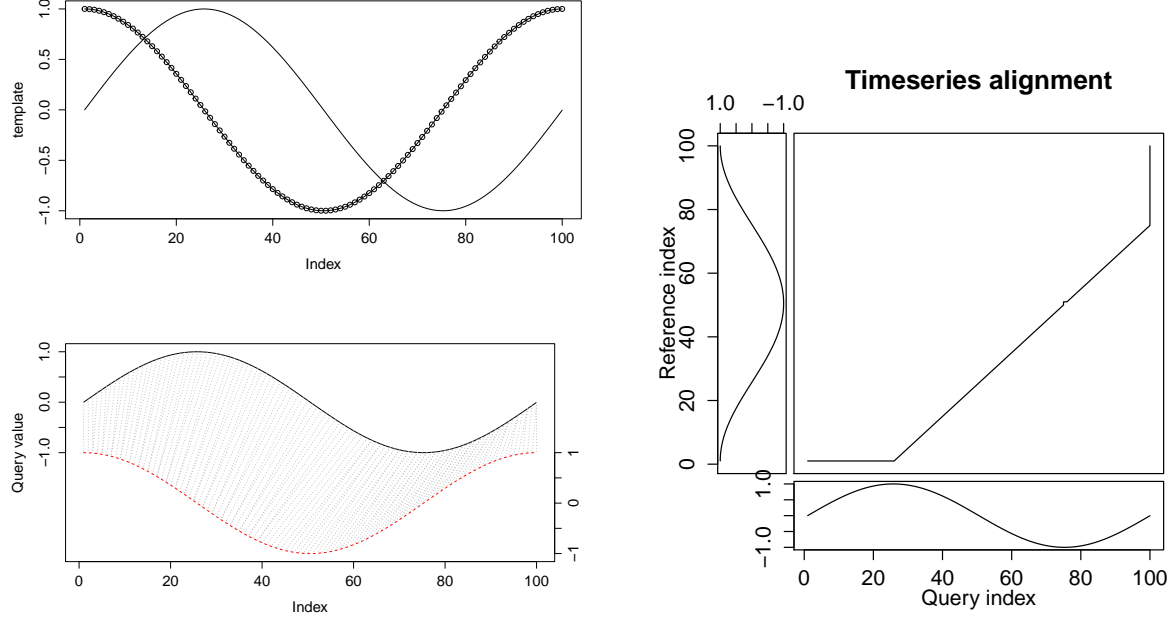 1.0
0.5
0.0
−0.5
−1.0
template
0 20 40 60 80 100
Index
1.0
0.0
−1.0
Query value
1
0
−1
0 20 40 60 80 100
Index
Timeseries alignment
1.0 −1.0
100
80
60
40
20
0
Reference index
1.0
−1.0
0 20 40 60 80 100
Query index